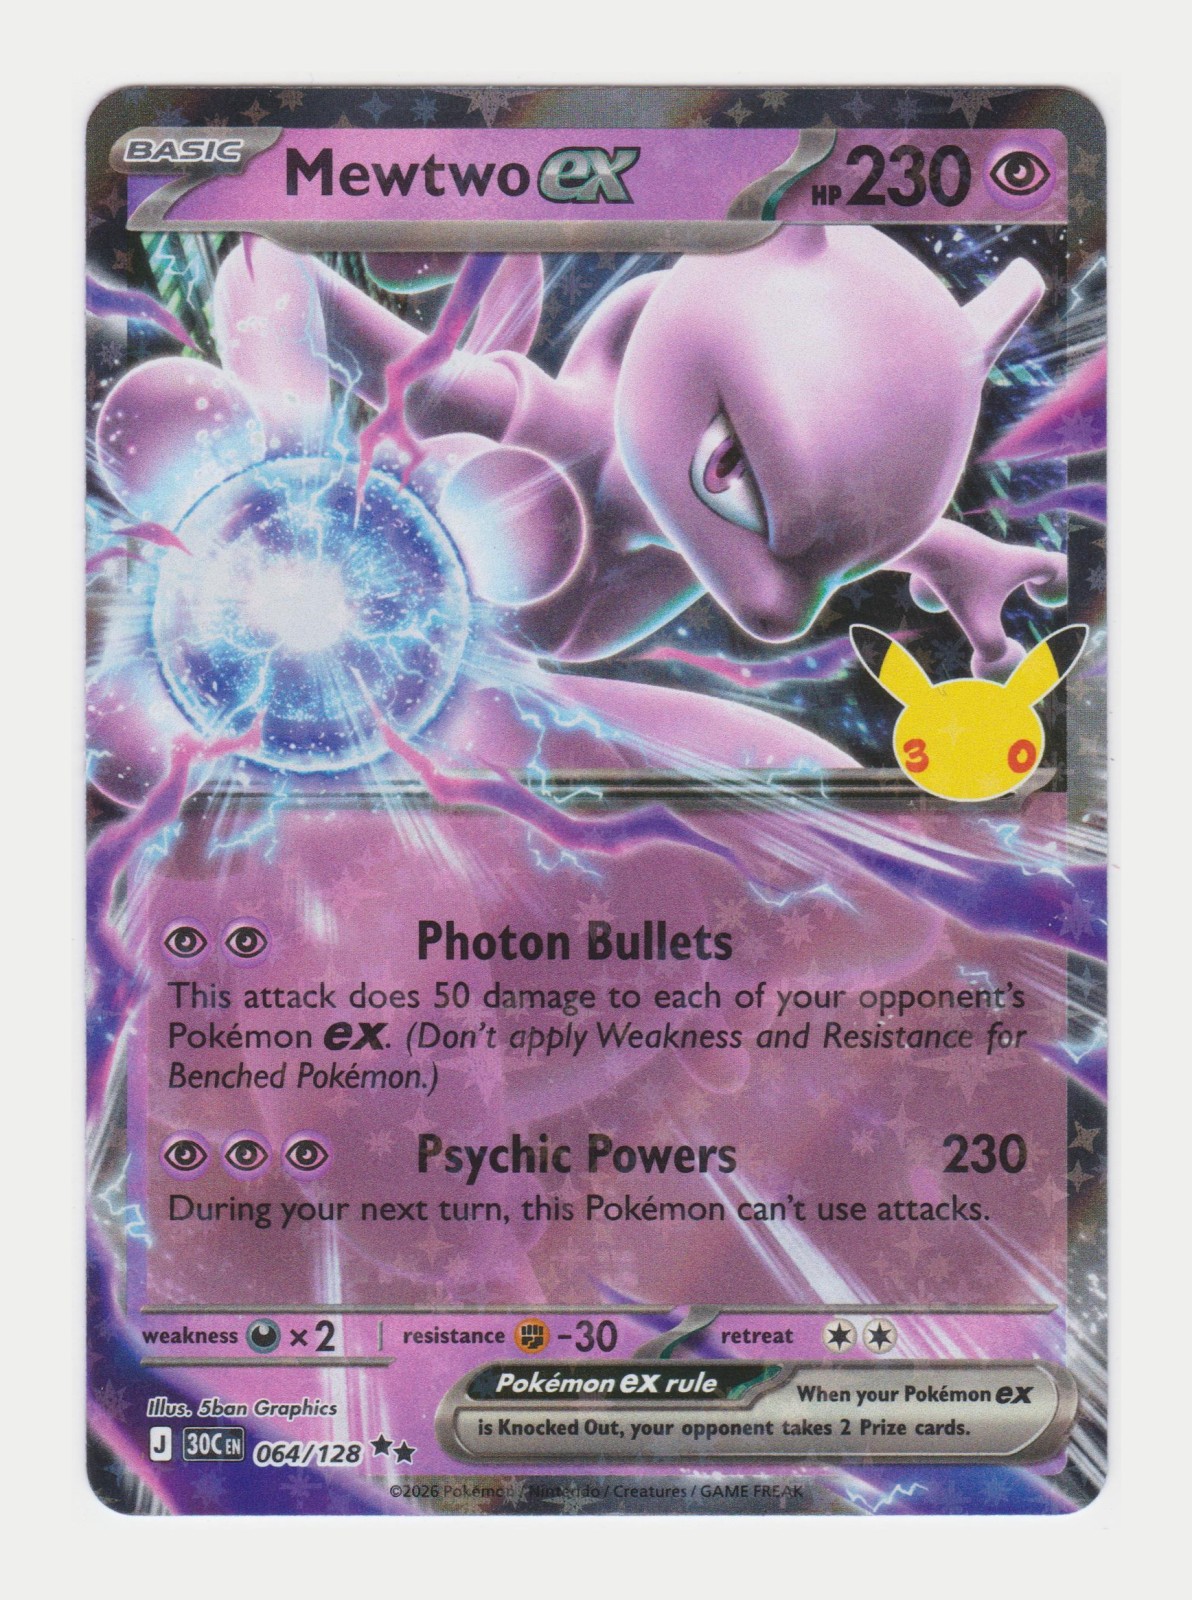 BASIC Mewtwo ex HP 230
3 0
Photon Bullets
This attack does 50 damage to each of your opponent's
Pokémon ex. (Don't apply Weakness and Resistance for
Benched Pokémon.)
Psychic Powers 230
During your next turn, this Pokémon can't use attacks.
weakness ×2 resistance -30 retreat
Pokémon ex rule When your Pokémon ex
is Knocked Out, your opponent takes 2 Prize cards.
Illus. 5ban Graphics
J 30C EN 064/128
©2026 Pokémon / Nintendo / Creatures / GAME FREAK